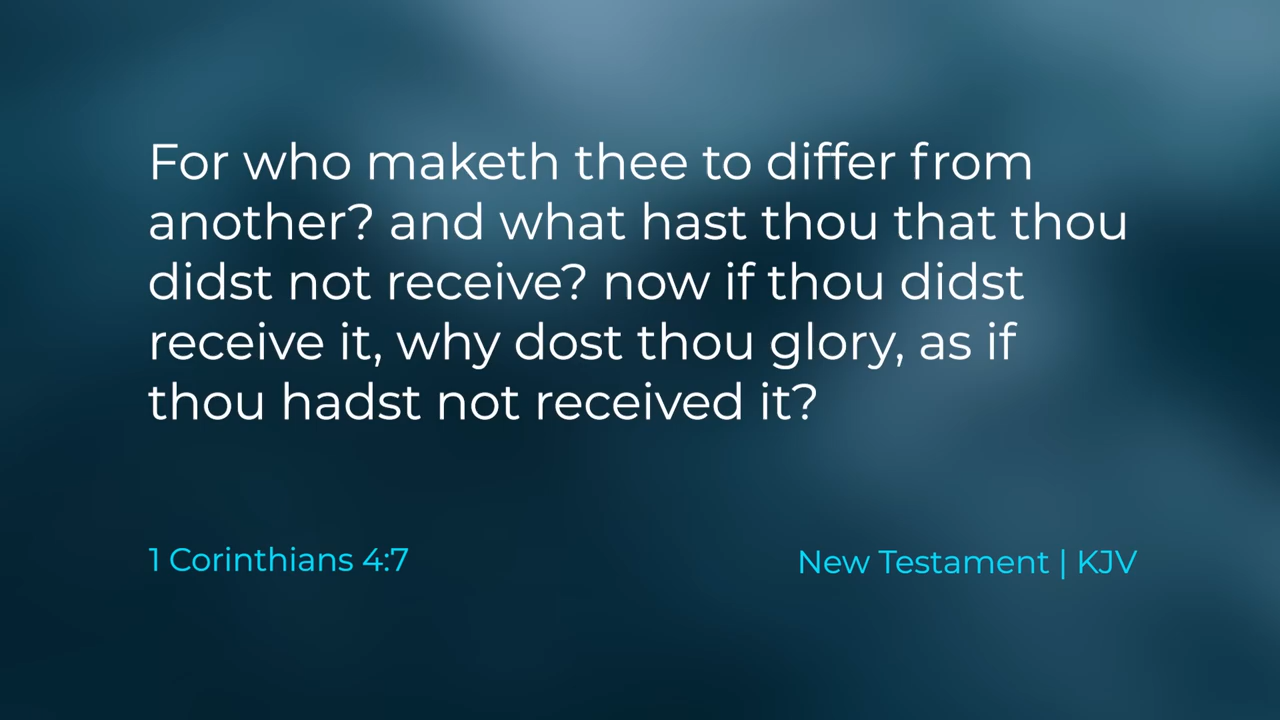 For who maketh thee to differ from
another? and what hast thou that thou
didst not receive? now if thou didst
receive it, why dost thou glory, as if
thou hadst not received it?
1 Corinthians 4:7
New Testament | KJV